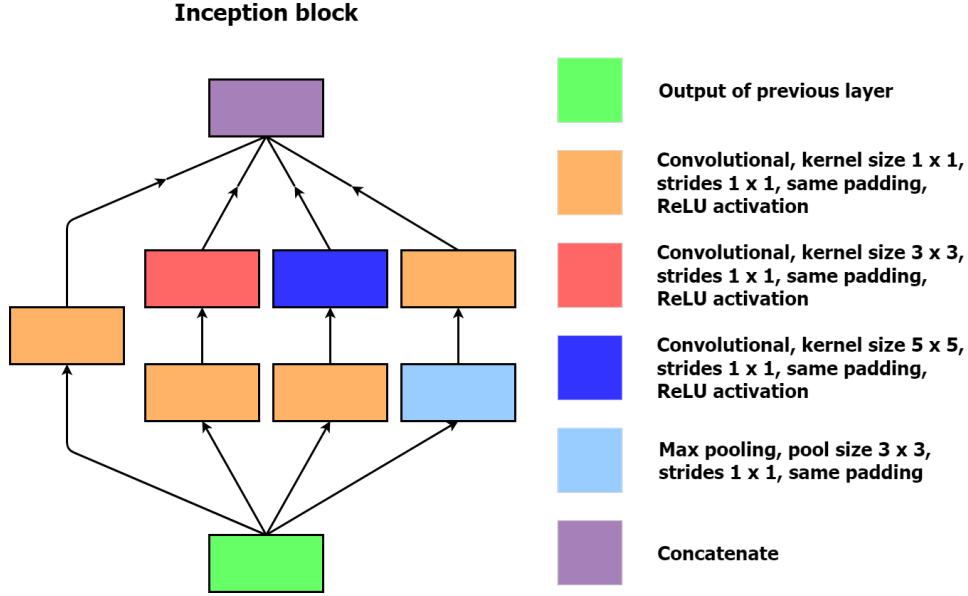 Inception block
Output of previous layer
Convolutional, kernel size 1 x 1,
strides 1 x 1, same padding,
ReLU activation
Convolutional, kernel size 3 x 3,
strides 1 x 1, same padding,
ReLU activation
Convolutional, kernel size 5 x 5,
strides 1 x 1, same padding,
ReLU activation
Max pooling, pool size 3 x 3,
strides 1 x 1, same padding
Concatenate